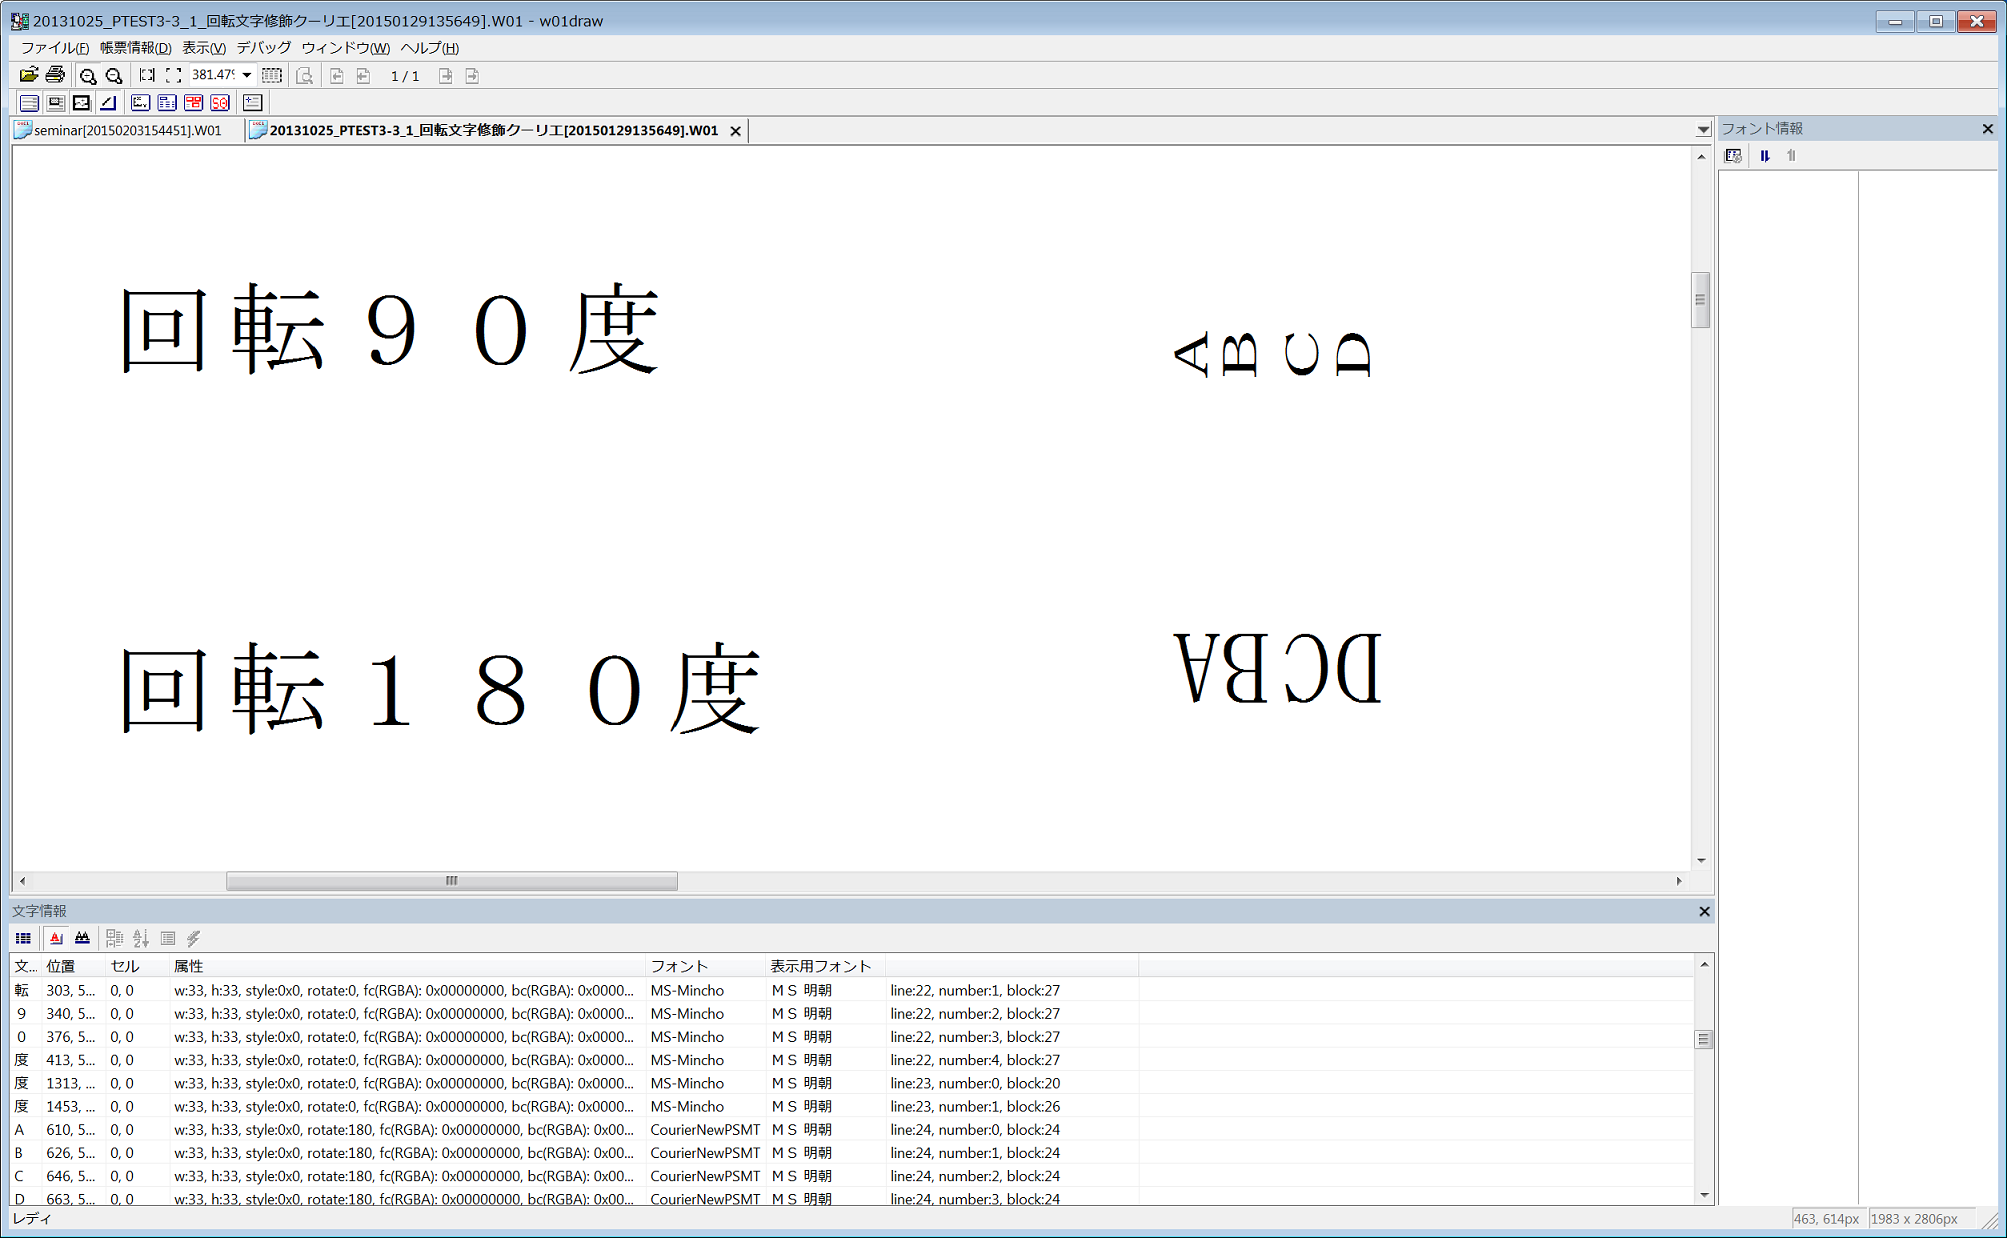 20131025_PTEST3-3_1_回転文字修飾クーリエ[20150129135649].W01 - w01draw
ファイル(F) 帳票情報(D) 表示(V) デバッグ ウィンドウ(W) ヘルプ(H)
381.47% 1 / 1
seminar[20150203154451].W01 20131025_PTEST3-3_1_回転文字修飾クーリエ[20150129135649].W01
フォント情報
回転９０度 ABCD
回転１８０度 ABCD
文字情報
文... 位置 セル 属性 フォント 表示用フォント
転 303, 5... 0, 0 w:33, h:33, style:0x0, rotate:0, fc(RGBA): 0x00000000, bc(RGBA): 0x0000... MS-Mincho ＭＳ 明朝 line:22, number:1, block:27
９ 340, 5... 0, 0 w:33, h:33, style:0x0, rotate:0, fc(RGBA): 0x00000000, bc(RGBA): 0x0000... MS-Mincho ＭＳ 明朝 line:22, number:2, block:27
０ 376, 5... 0, 0 w:33, h:33, style:0x0, rotate:0, fc(RGBA): 0x00000000, bc(RGBA): 0x0000... MS-Mincho ＭＳ 明朝 line:22, number:3, block:27
度 413, 5... 0, 0 w:33, h:33, style:0x0, rotate:0, fc(RGBA): 0x00000000, bc(RGBA): 0x0000... MS-Mincho ＭＳ 明朝 line:22, number:4, block:27
度 1313, ... 0, 0 w:33, h:33, style:0x0, rotate:0, fc(RGBA): 0x00000000, bc(RGBA): 0x0000... MS-Mincho ＭＳ 明朝 line:23, number:0, block:20
度 1453, ... 0, 0 w:33, h:33, style:0x0, rotate:0, fc(RGBA): 0x00000000, bc(RGBA): 0x0000... MS-Mincho ＭＳ 明朝 line:23, number:1, block:26
A 610, 5... 0, 0 w:33, h:33, style:0x0, rotate:180, fc(RGBA): 0x00000000, bc(RGBA): 0x00... CourierNewPSMT ＭＳ 明朝 line:24, number:0, block:24
B 626, 5... 0, 0 w:33, h:33, style:0x0, rotate:180, fc(RGBA): 0x00000000, bc(RGBA): 0x00... CourierNewPSMT ＭＳ 明朝 line:24, number:1, block:24
C 646, 5... 0, 0 w:33, h:33, style:0x0, rotate:180, fc(RGBA): 0x00000000, bc(RGBA): 0x00... CourierNewPSMT ＭＳ 明朝 line:24, number:2, block:24
D 663, 5... 0, 0 w:33, h:33, style:0x0, rotate:180, fc(RGBA): 0x00000000, bc(RGBA): 0x00... CourierNewPSMT ＭＳ 明朝 line:24, number:3, block:24
レディ 463, 614px 1983 x 2806px